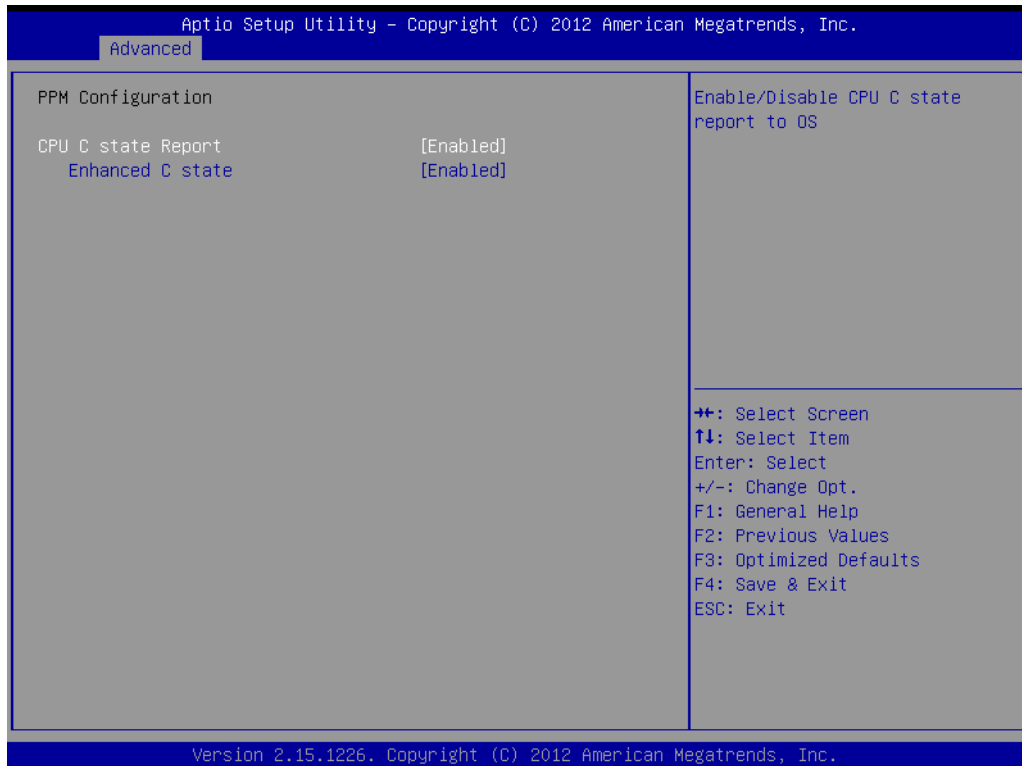 Aptio Setup Utility – Copyright (C) 2012 American Megatrends, Inc.
Advanced
PPM Configuration
CPU C state Report [Enabled]
Enhanced C state [Enabled]
Enable/Disable CPU C state
report to OS
→←: Select Screen
↑↓: Select Item
Enter: Select
+/-: Change Opt.
F1: General Help
F2: Previous Values
F3: Optimized Defaults
F4: Save & Exit
ESC: Exit
Version 2.15.1226. Copyright (C) 2012 American Megatrends, Inc.